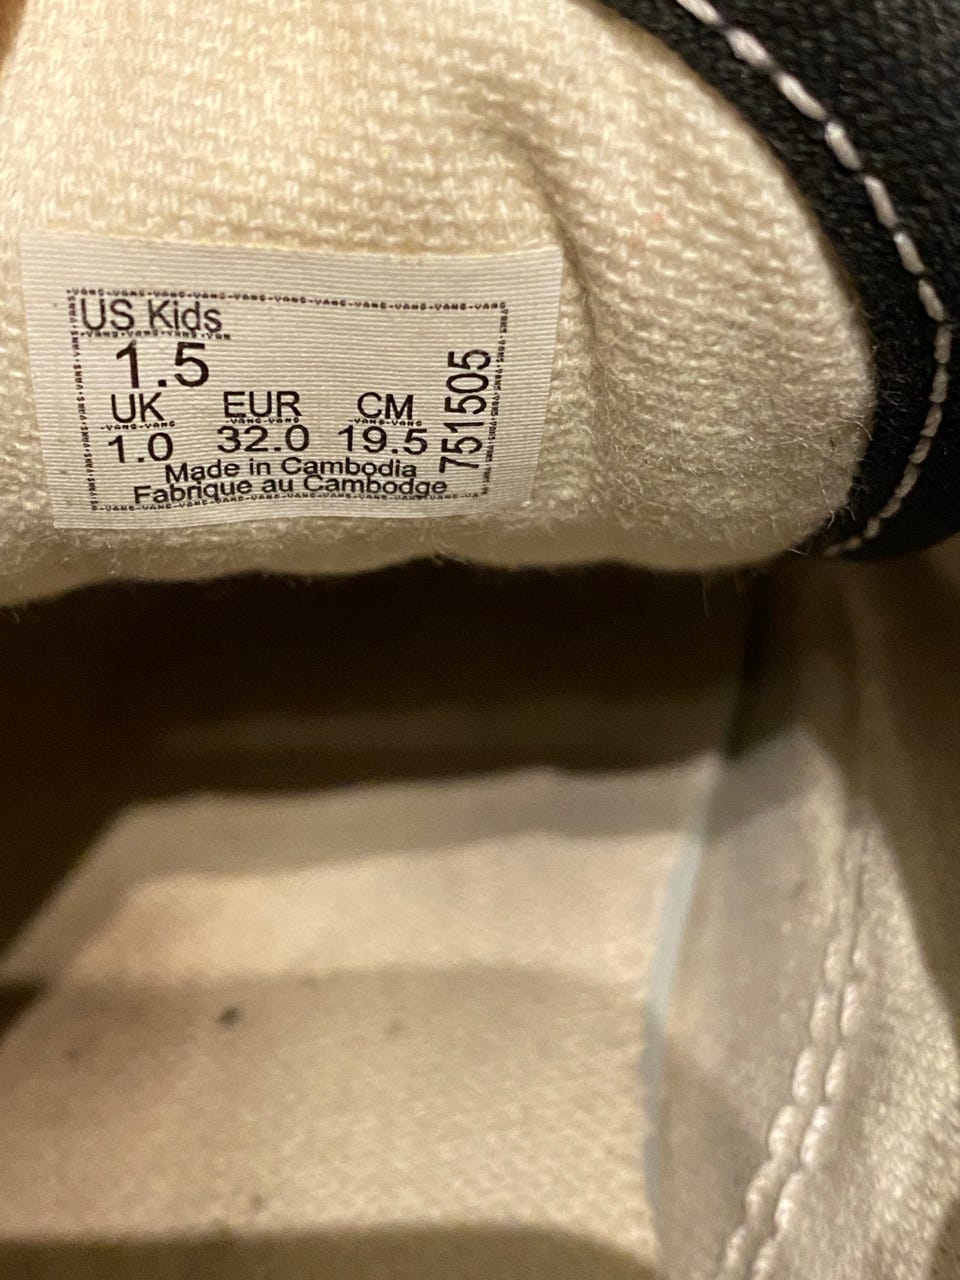 US Kids
1.5
UK EUR CM
1.0 32.0 19.5
Made in Cambodia
Fabrique au Cambodge
751505